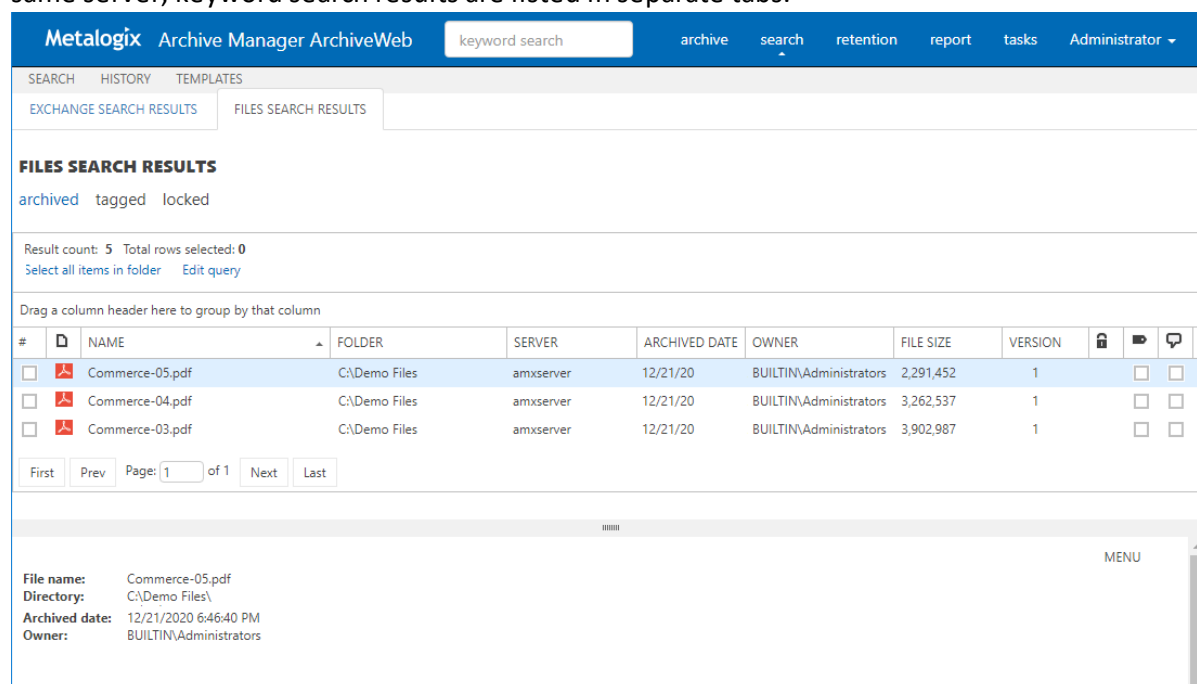 same server, keyword search results are listed in separate tabs.
Metalogix Archive Manager ArchiveWeb keyword search archive search retention report tasks Administrator
SEARCH HISTORY TEMPLATES
EXCHANGE SEARCH RESULTS FILES SEARCH RESULTS
FILES SEARCH RESULTS
archived tagged locked
Result count: 5 Total rows selected: 0
Select all items in folder Edit query
Drag a column header here to group by that column
# NAME FOLDER SERVER ARCHIVED DATE OWNER FILE SIZE VERSION
Commerce-05.pdf C:\Demo Files amxserver 12/21/20 BUILTIN\Administrators 2,291,452 1
Commerce-04.pdf C:\Demo Files amxserver 12/21/20 BUILTIN\Administrators 3,262,537 1
Commerce-03.pdf C:\Demo Files amxserver 12/21/20 BUILTIN\Administrators 3,902,987 1
First Prev Page: 1 of 1 Next Last
MENU
File name: Commerce-05.pdf
Directory: C:\Demo Files\
Archived date: 12/21/2020 6:46:40 PM
Owner: BUILTIN\Administrators